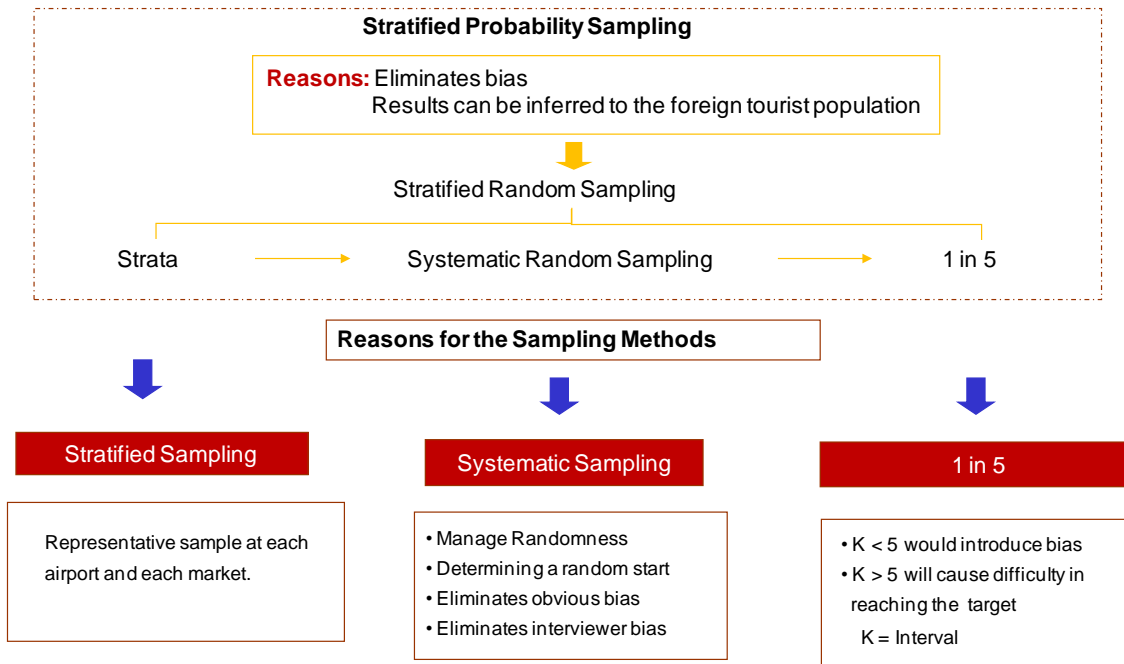 Stratified Probability Sampling
Reasons: Eliminates bias
Results can be inferred to the foreign tourist population
Stratified Random Sampling
Strata
Systematic Random Sampling
1 in 5
Reasons for the Sampling Methods
Stratified Sampling
Representative sample at each
airport and each market.
Systematic Sampling
• Manage Randomness
• Determining a random start
• Eliminates obvious bias
• Eliminates interviewer bias
1 in 5
• K < 5 would introduce bias
• K > 5 will cause difficulty in
reaching the target
K = Interval